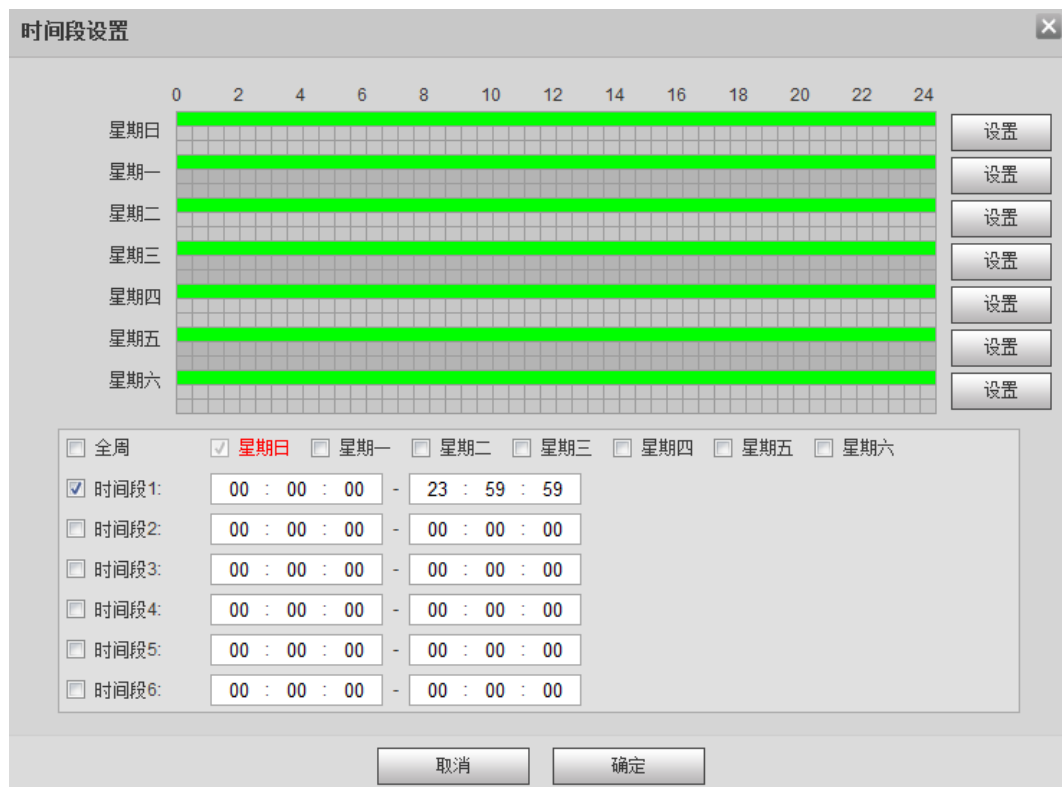 时间段设置
0 2 4 6 8 10 12 14 16 18 20 22 24
星期日 设置
星期一 设置
星期二 设置
星期三 设置
星期四 设置
星期五 设置
星期六 设置
全周 星期日 星期一 星期二 星期三 星期四 星期五 星期六
时间段1: 00 : 00 : 00 - 23 : 59 : 59
时间段2: 00 : 00 : 00 - 00 : 00 : 00
时间段3: 00 : 00 : 00 - 00 : 00 : 00
时间段4: 00 : 00 : 00 - 00 : 00 : 00
时间段5: 00 : 00 : 00 - 00 : 00 : 00
时间段6: 00 : 00 : 00 - 00 : 00 : 00
取消 确定